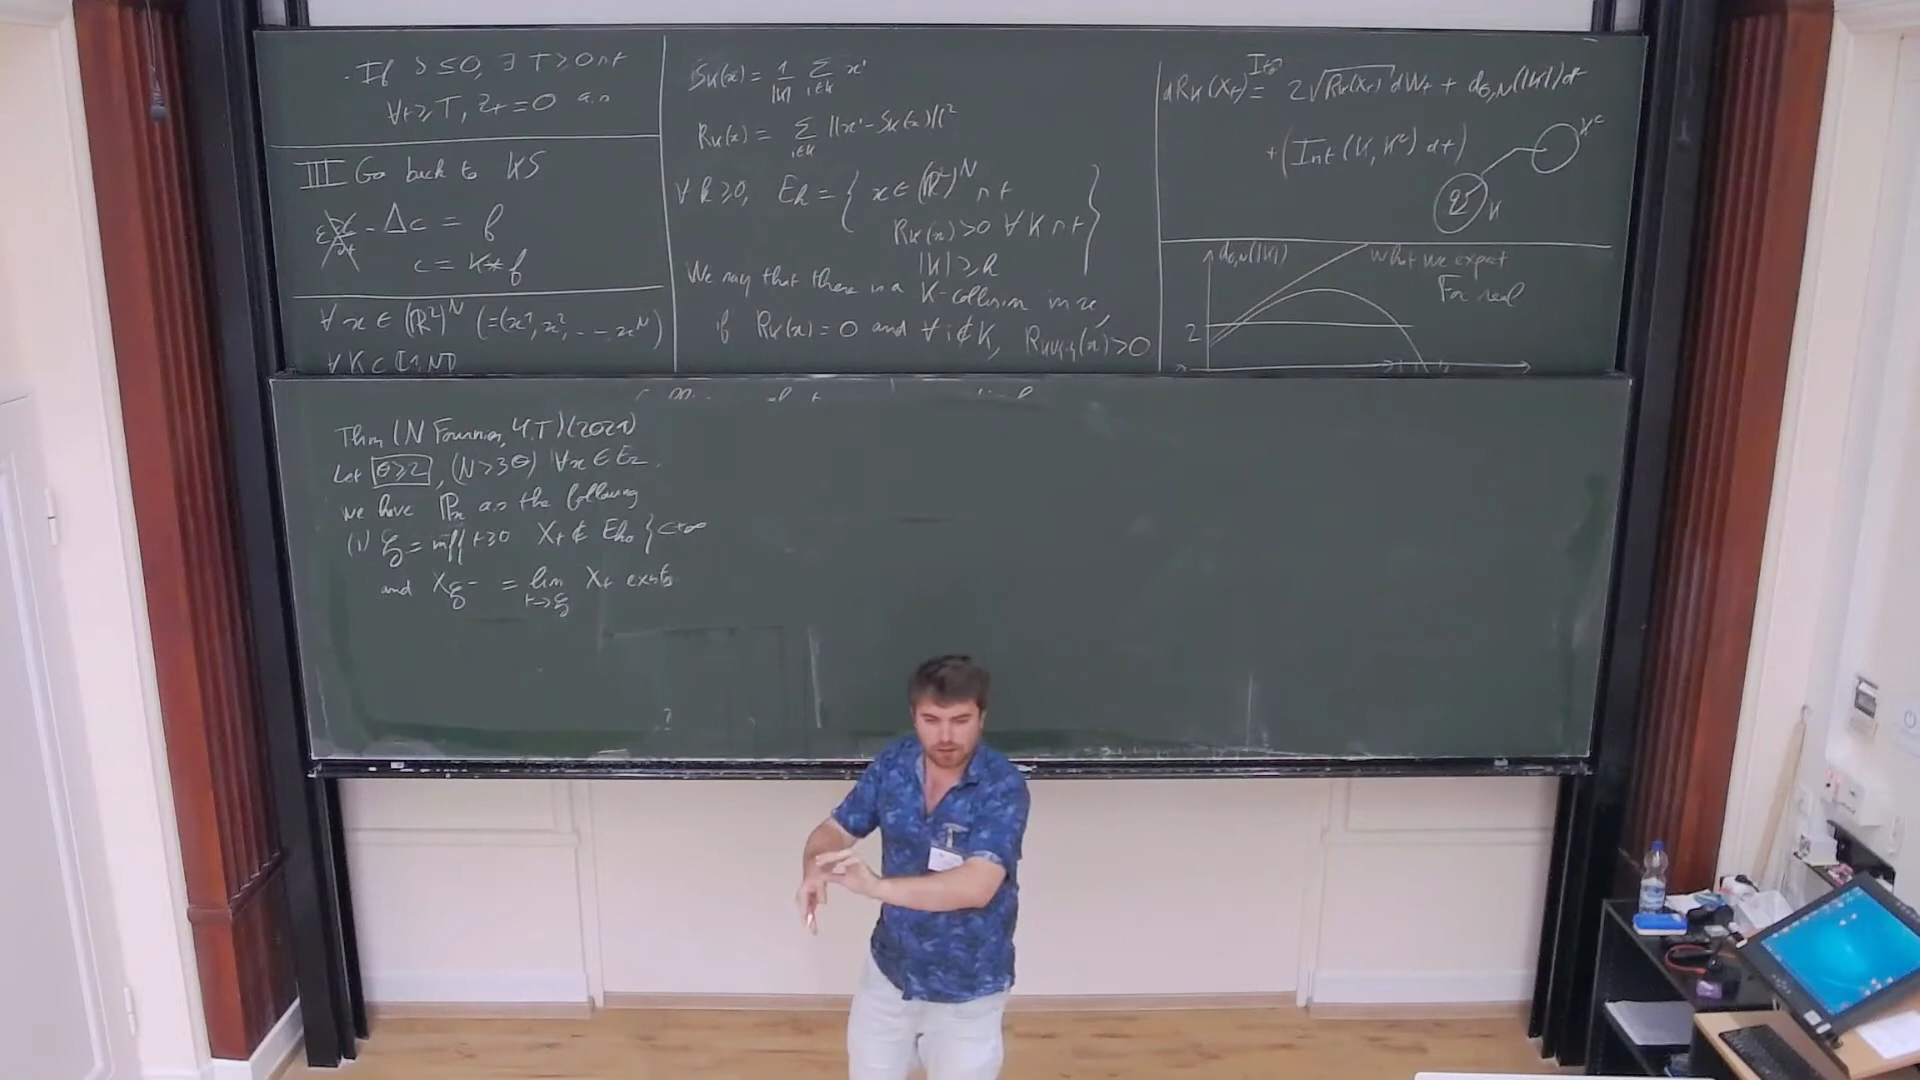 . If δ ≤ 0, ∃ T > 0 n t
∀ t ≥ T, Z_t = 0 a.s
III Go back to KS
- Δc = f
c = K * f
∀ x ∈ (ℝ²)^N (=(x¹, x², ... x^N))
∀ K ⊂ [1, N]
S_K(x) = 1/|K| Σ_{i∈K} x^i
R_K(x) = Σ_{i∈K} ||x^i - S_K(x)||²
∀ k ≥ 0, E_k = { x ∈ (ℝ²)^N n t
R_K(x) > 0 ∀ K n t
|K| ≥ k }
We say that there is a K-collision in x,
if R_K(x) = 0 and ∀ i ∉ K, R_{K∪{i}}(x) > 0
dR_K(X_t) =^{Itô} 2√R_K(X_t) dW_t + d_{θ,N}(|K|) dt
+ (Int (K, K^c) dt)
K^c
K
d_{θ,N}(|K|)
what we expect
For real
2
Thm (N Fournier, Y.T) (2021)
Let θ ≥ 2, (N > 3θ) ∀ x ∈ E_2.
we have ℙ_x a.s the following
(i) ξ = inf{ t ≥ 0 X_t ∉ E_{k_0} } < +∞
and X_{ξ-} = lim_{t→ξ} X_t exists